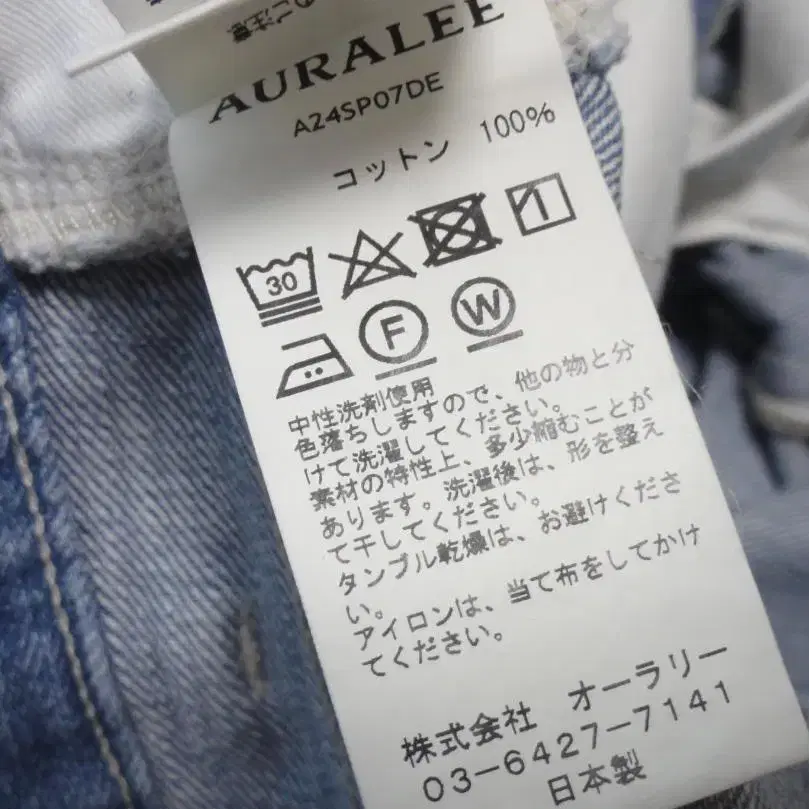 のご注意
AURALEE
A24SP07DE
コットン 100%
30
F W
中性洗剤使用
色落ちしますので、他の物と分
けて洗濯してください。
素材の特性上、多少縮むことが
あります。洗濯後は、形を整え
て干してください。
タンブル乾燥は、お避けくださ
い。
アイロンは、当て布をしてかけ
てください。
株式会社 オーラリー
03-6427-7141
日本製